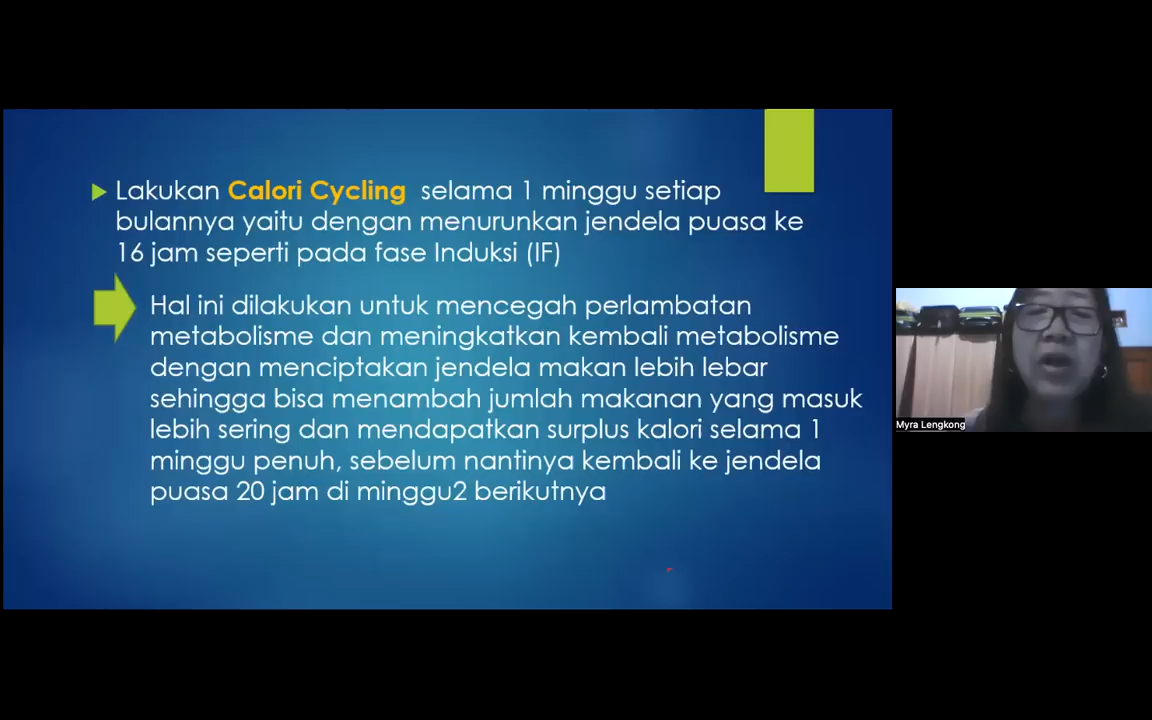 Lakukan Calori Cycling selama 1 minggu setiap
bulannya yaitu dengan menurunkan jendela puasa ke
16 jam seperti pada fase Induksi (IF)
Hal ini dilakukan untuk mencegah perlambatan
metabolisme dan meningkatkan kembali metabolisme
dengan menciptakan jendela makan lebih lebar
sehingga bisa menambah jumlah makanan yang masuk
lebih sering dan mendapatkan surplus kalori selama 1
minggu penuh, sebelum nantinya kembali ke jendela
puasa 20 jam di minggu2 berikutnya
Myra Lengkong